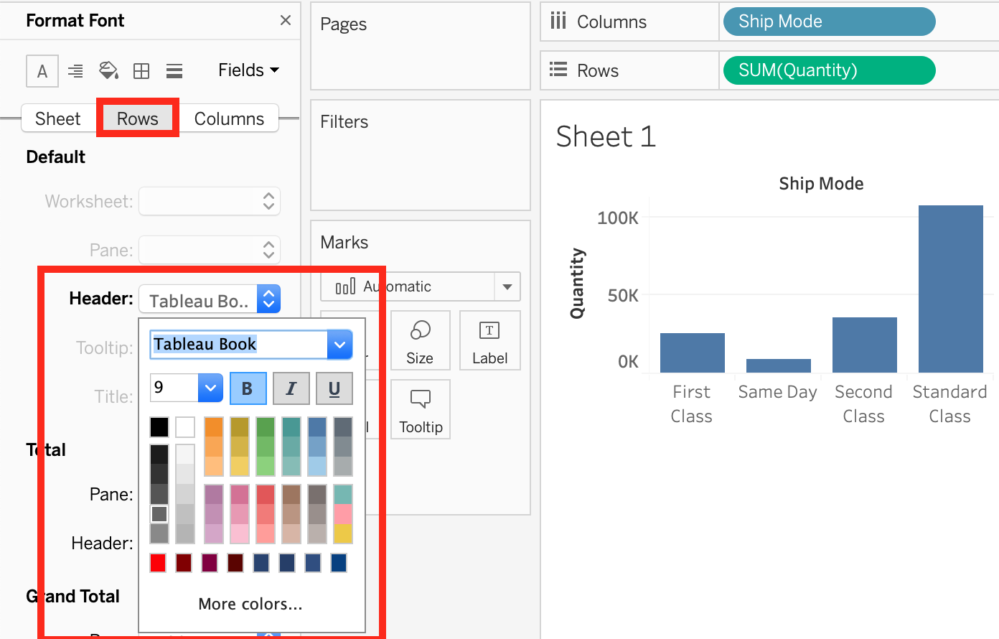 Format Font
A
Fields
Sheet
Rows
Columns
Default
Worksheet:
Pane:
Header:
Tableau Bo..
Tooltip:
Title:
Total
Pane:
Header:
Grand Total
Tableau Book
9
B
I
U
More colors...
Pages
Filters
Marks
Automatic
Size
T
Label
Tooltip
Columns
Ship Mode
Rows
SUM(Quantity)
Sheet 1
Ship Mode
Quantity
100K
50K
0K
First
Class
Same Day
Second
Class
Standard
Class